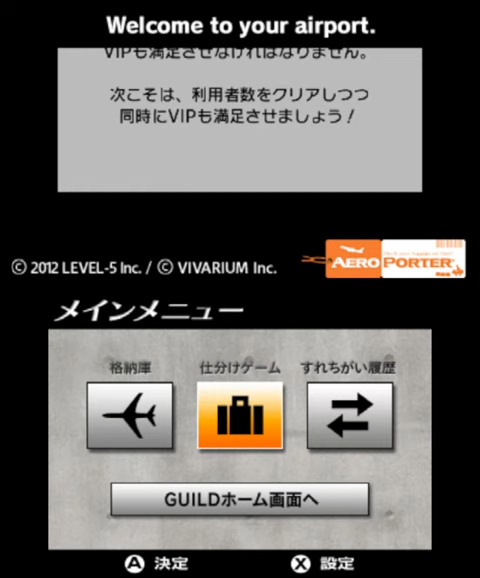 Welcome to your airport.
VIPも満足させなければなりません。
次こそは、利用者数をクリアしつつ
同時にVIPも満足させましょう！
© 2012 LEVEL-5 Inc. / © VIVARIUM Inc.
AERO PORTER
メインメニュー
格納庫 仕分けゲーム すれちがい履歴
GUILDホーム画面へ
A 決定 X 設定